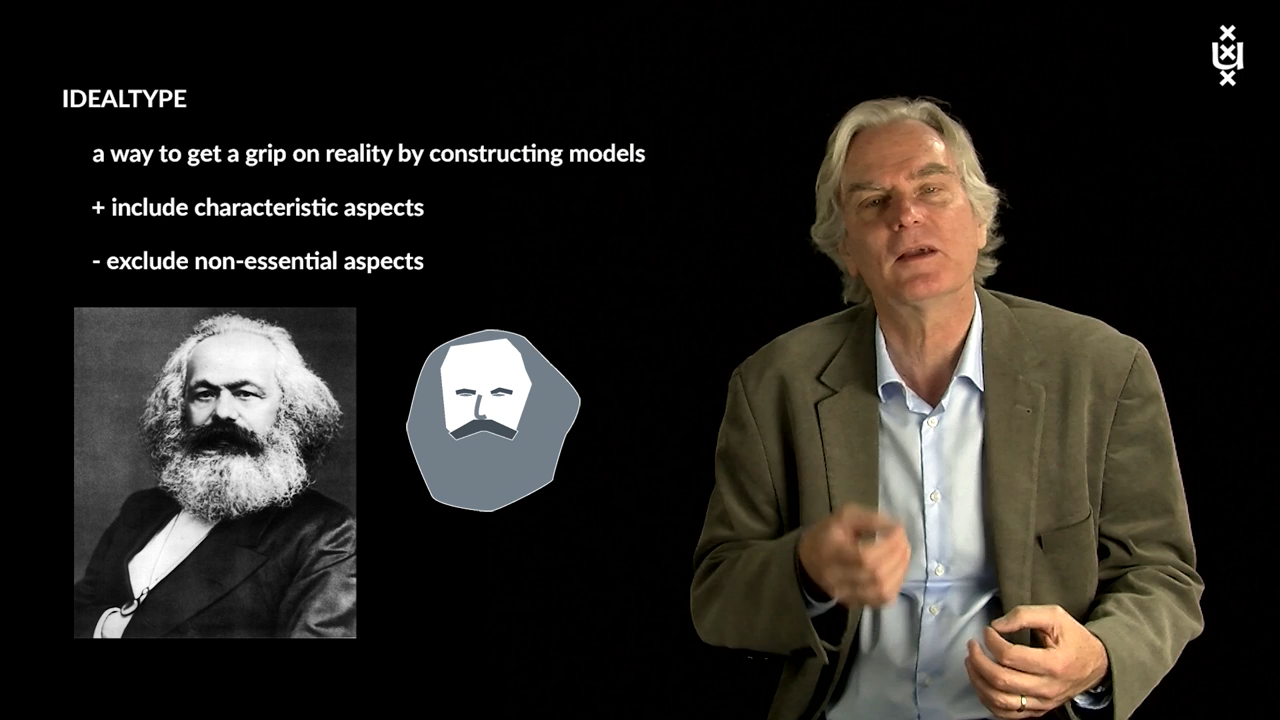 IDEALTYPE
a way to get a grip on reality by constructing models
+ include characteristic aspects
- exclude non-essential aspects